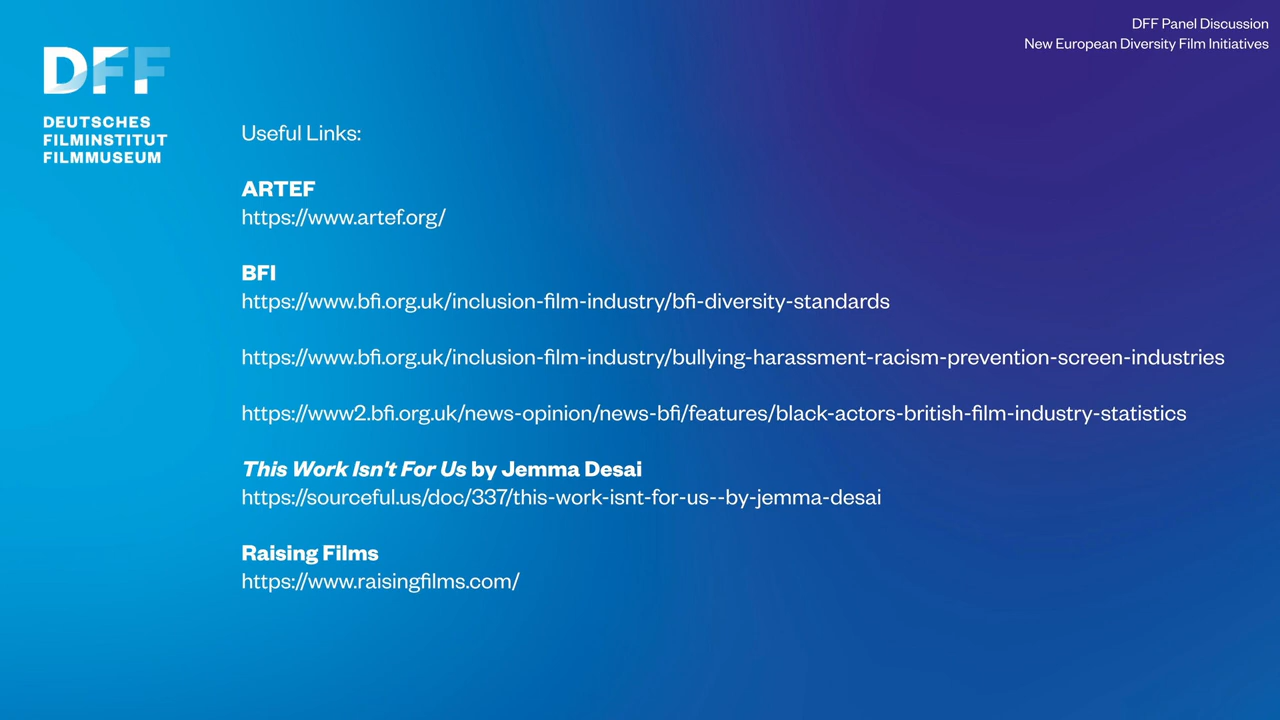 DFF Panel Discussion
New European Diversity Film Initiatives
DFF
DEUTSCHES
FILMINSTITUT
FILMMUSEUM
Useful Links:
ARTEF
https://www.artef.org/
BFI
https://www.bfi.org.uk/inclusion-film-industry/bfi-diversity-standards
https://www.bfi.org.uk/inclusion-film-industry/bullying-harassment-racism-prevention-screen-industries
https://www2.bfi.org.uk/news-opinion/news-bfi/features/black-actors-british-film-industry-statistics
This Work Isn't For Us by Jemma Desai
https://sourceful.us/doc/337/this-work-isnt-for-us--by-jemma-desai
Raising Films
https://www.raisingfilms.com/